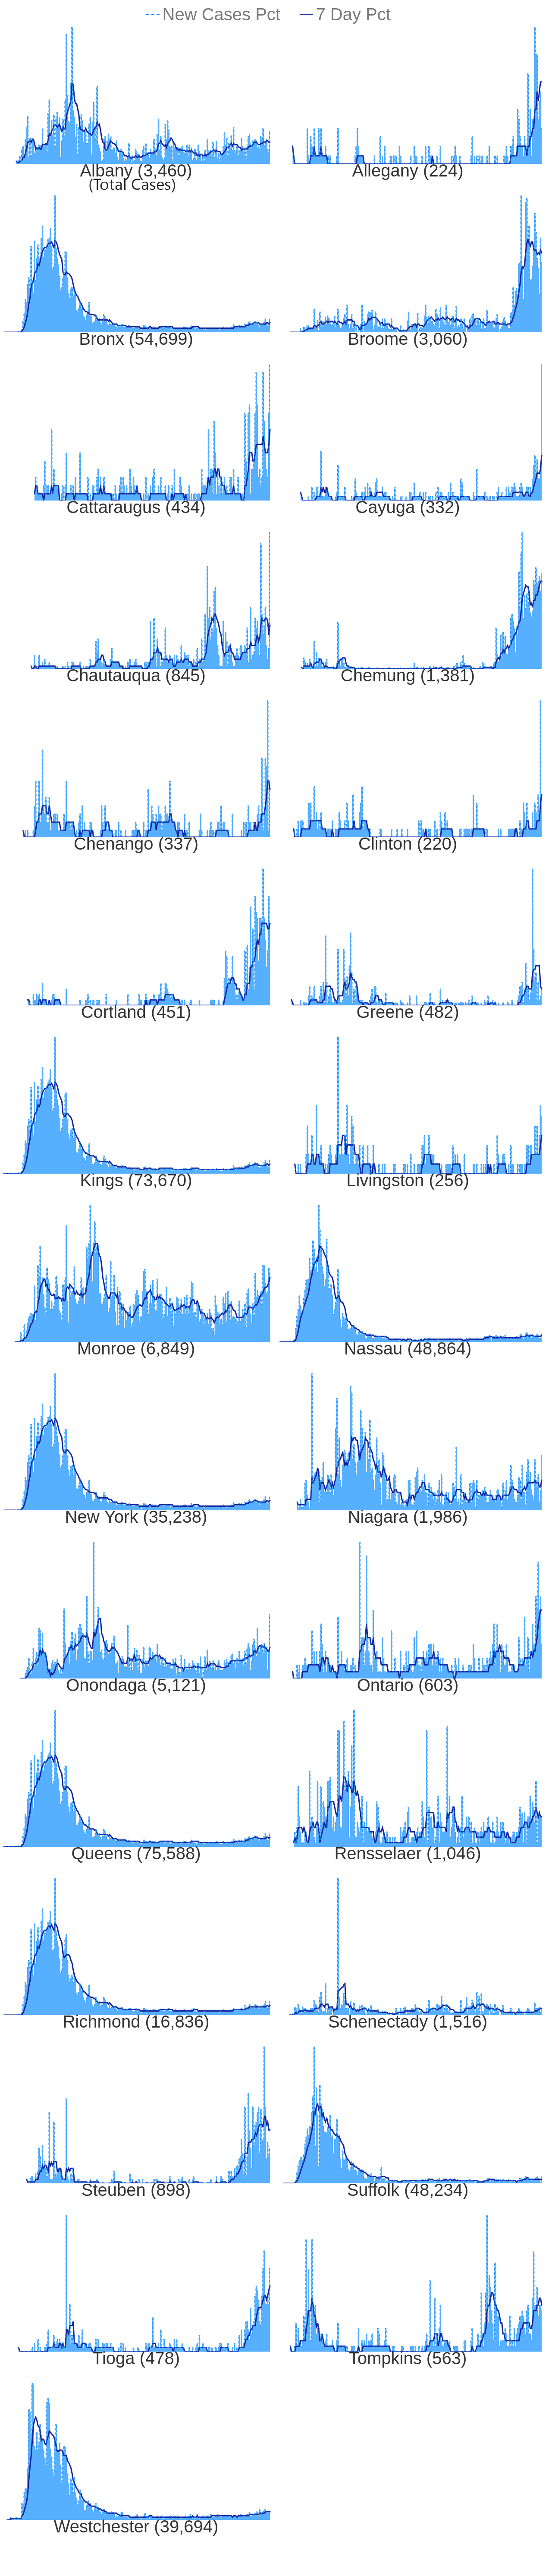 New Cases Pct 7 Day Pct
Albany (3,460) Allegany (224)
(Total Cases)
Bronx (54,699) Broome (3,060)
Cattaraugus (434) Cayuga (332)
Chautauqua (845) Chemung (1,381)
Chenango (337) Clinton (220)
Cortland (451) Greene (482)
Kings (73,670) Livingston (256)
Monroe (6,849) Nassau (48,864)
New York (35,238) Niagara (1,986)
Onondaga (5,121) Ontario (603)
Queens (75,588) Rensselaer (1,046)
Richmond (16,836) Schenectady (1,516)
Steuben (898) Suffolk (48,234)
Tioga (478) Tompkins (563)
Westchester (39,694)